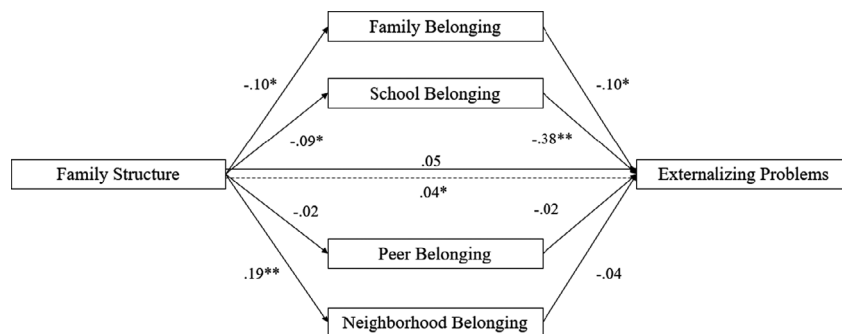 Family Belonging
-.10*
-.10*
School Belonging
-.09*
-.38**
.05
Family Structure
Externalizing Problems
.04*
-.02
-.02
Peer Belonging
.19**
-.04
Neighborhood Belonging